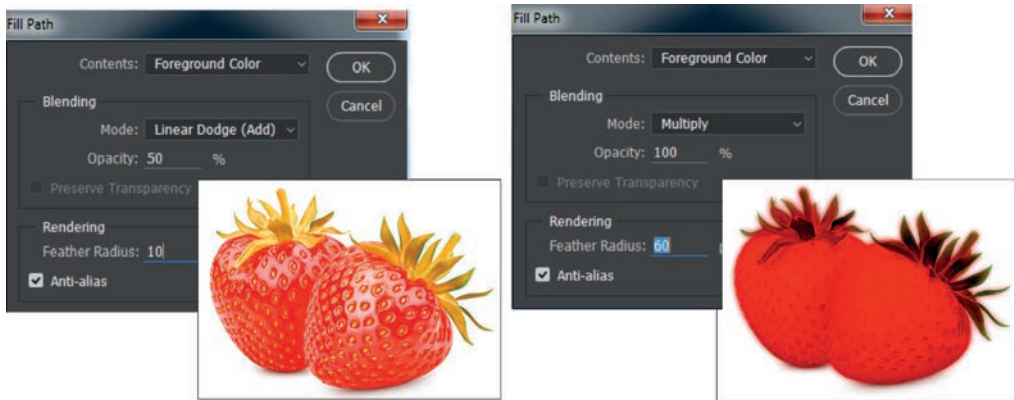 Fill Path
Contents: Foreground Color
OK
Blending
Cancel
Mode: Linear Dodge (Add)
Opacity: 50 %
Preserve Transparency
Rendering
Feather Radius: 10
Anti-alias
Fill Path
Contents: Foreground Color
OK
Blending
Cancel
Mode: Multiply
Opacity: 100 %
Preserve Transparency
Rendering
Feather Radius: 60
Anti-alias